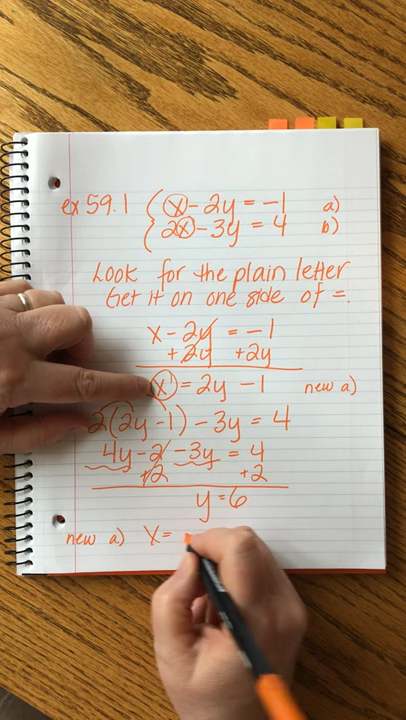 ex 59.1 x - 2y = -1 a)
2x - 3y = 4 b)
Look for the plain letter
Get it on one side of =.
x - 2y = -1
+ 2y +2y
x = 2y - 1 new a)
2(2y - 1) - 3y = 4
4y - 2 - 3y = 4
+2 +2
y = 6
new a) x =